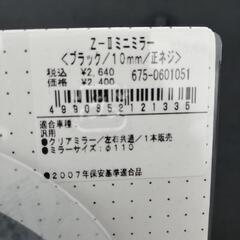 Z-Ⅱミニミラー
<ブラック/10mm/正ネジ>
税込 ¥2,640
価格 ¥2,400 675-0601051
4990852121335
適合車種
汎用
●クリアミラー/左右共通/1本販売
●ミラーサイズ:φ110
●2007年保安基準適合品